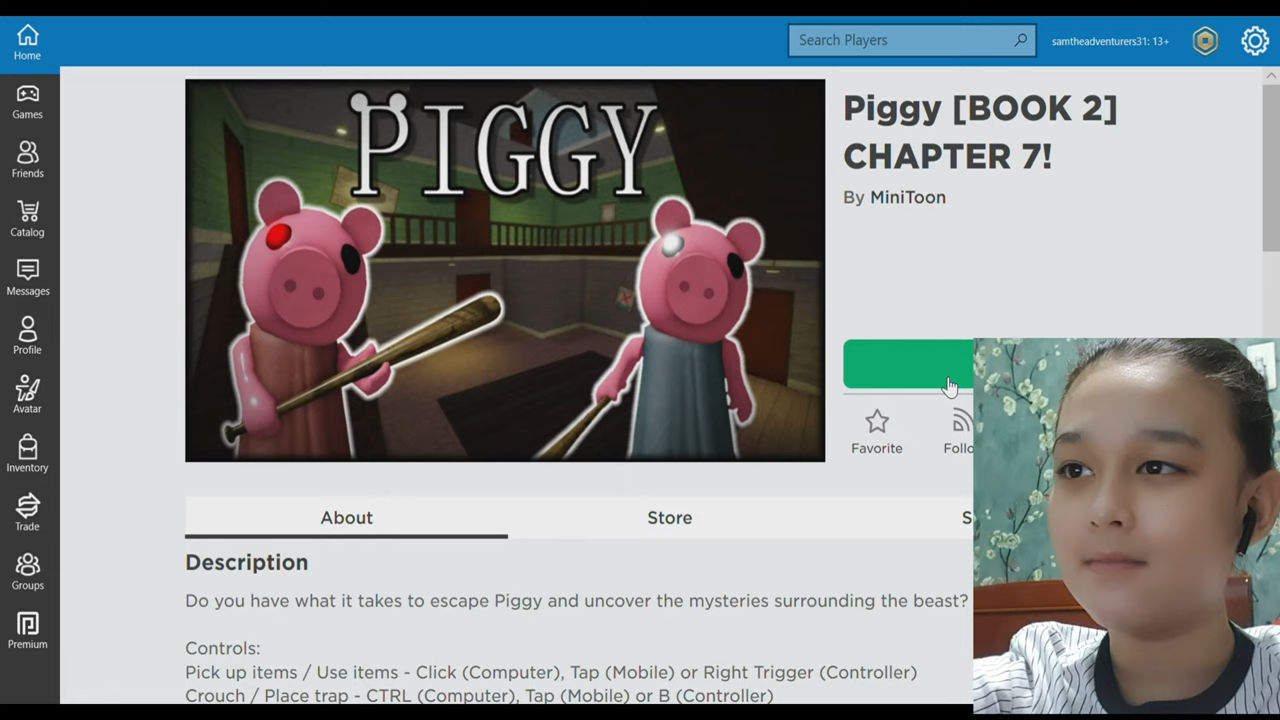 Home
Search Players
samtheadventurers31: 13+
Games
Friends
Catalog
Messages
Profile
Avatar
Inventory
Trade
Groups
Premium
PIGGY
Piggy [BOOK 2]
CHAPTER 7!
By MiniToon
Favorite
Follo
About
Store
S
Description
Do you have what it takes to escape Piggy and uncover the mysteries surrounding the beast?
Controls:
Pick up items / Use items - Click (Computer), Tap (Mobile) or Right Trigger (Controller)
Crouch / Place trap - CTRL (Computer), Tap (Mobile) or B (Controller)